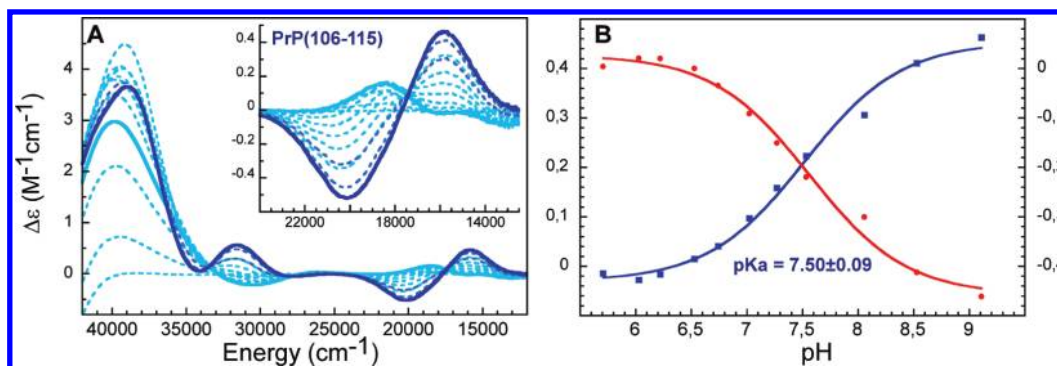 A
PrP(106-115)
Δε (M⁻¹cm⁻¹)
4
3
2
1
0
0.4
0.2
0
-0.2
-0.4
22000 18000 14000
40000 35000 30000 25000 20000 15000
Energy (cm⁻¹)
B
0,4
0,3
0,2
0,1
0
pKa = 7.50±0.09
0
6 6,5 7 7,5 8 8,5 9
pH